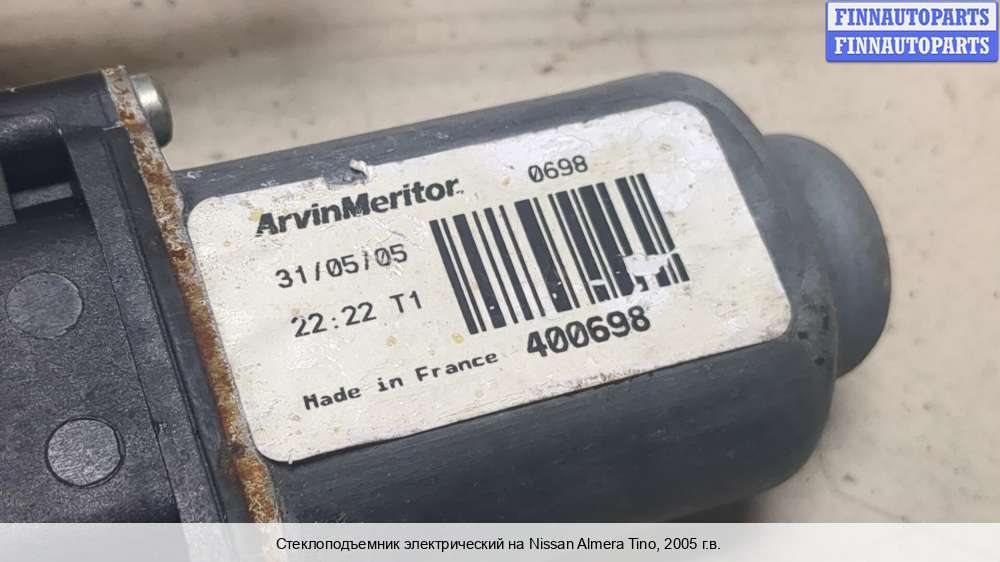 FINNAUTOPARTS
FINNAUTOPARTS
0698
ArvinMeritor
31/05/05
22:22 T1
400698
Made in France
Стеклоподъемник электрический на Nissan Almera Tino, 2005 г.в.